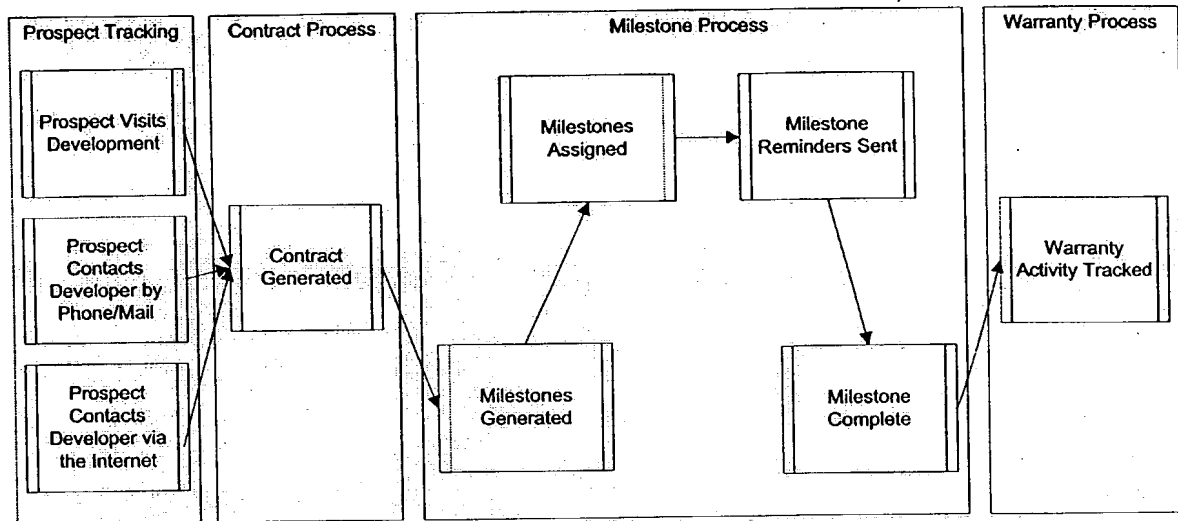 Prospect Tracking
Prospect Visits
Development
Prospect
Contacts
Developer by
Phone/Mail
Prospect
Contacts
Developer via
the Internet
Contract Process
Contract
Generated
Milestone Process
Milestones
Generated
Milestones
Assigned
Milestone
Reminders Sent
Milestone
Complete
Warranty Process
Warranty
Activity Tracked